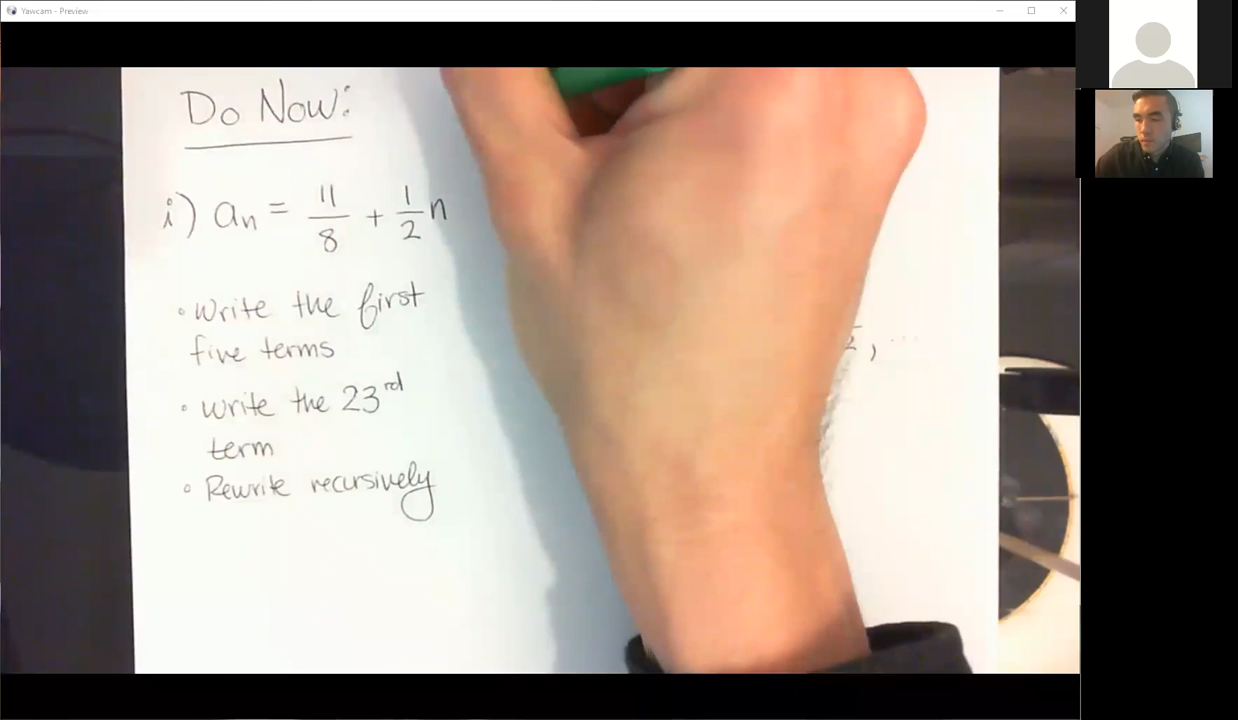 Yawcam - Preview
Do Now:
i) an = 11/8 + 1/2 n
• Write the first
five terms
• Write the 23rd
term
• Rewrite recursively
, ...